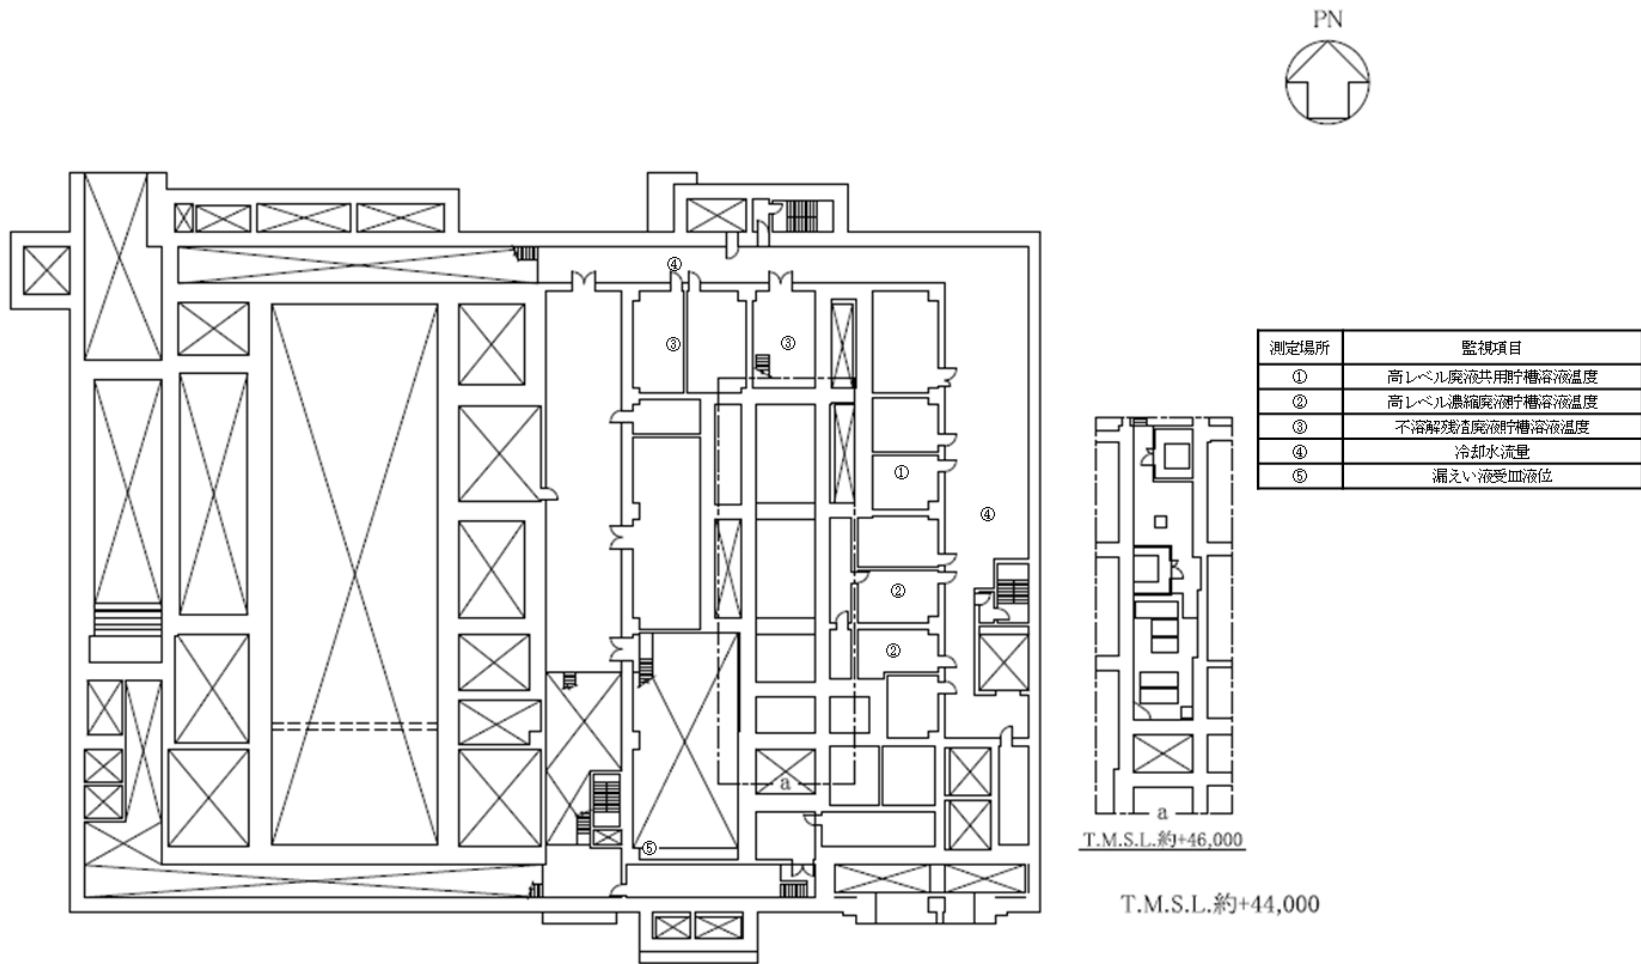 PN
④
③
③
測定場所 監視項目
① 高レベル廃液共用貯槽溶液温度
② 高レベル濃縮廃液貯槽溶液温度
③ 不溶解残渣廃液貯槽溶液温度
④ 冷却水流量
⑤ 漏えい液受皿液位
①
④
②
②
a
a
T.M.S.L.約+46,000
⑤
T.M.S.L.約+44,000